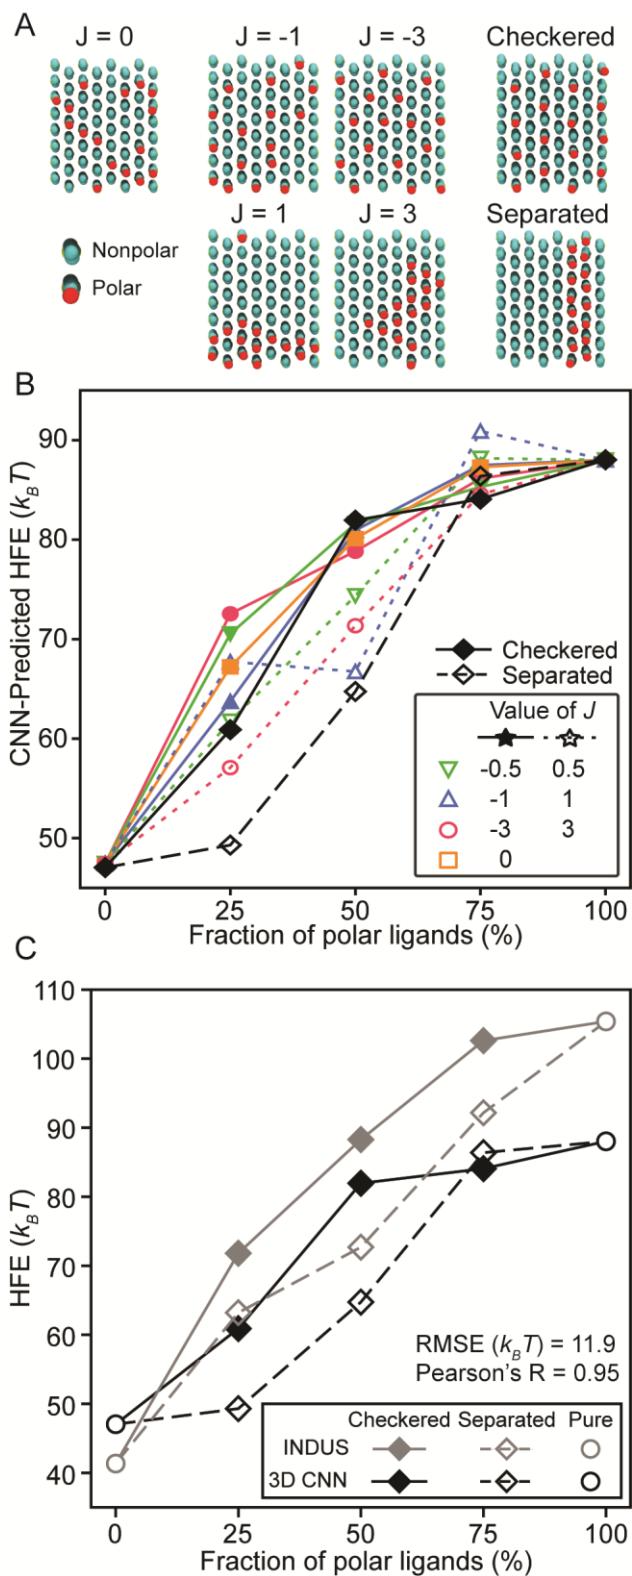 A
J = 0
J = -1
J = -3
Checkered
J = 1
J = 3
Separated
Nonpolar
Polar
B
CNN-Predicted HFE (k_BT)
90
80
70
60
50
Checkered
Separated
Value of J
-0.5 0.5
-1 1
-3 3
0
0 25 50 75 100
Fraction of polar ligands (%)
C
HFE (k_BT)
110
100
90
80
70
60
50
40
RMSE (k_BT) = 11.9
Pearson's R = 0.95
Checkered Separated Pure
INDUS
3D CNN
0 25 50 75 100
Fraction of polar ligands (%)